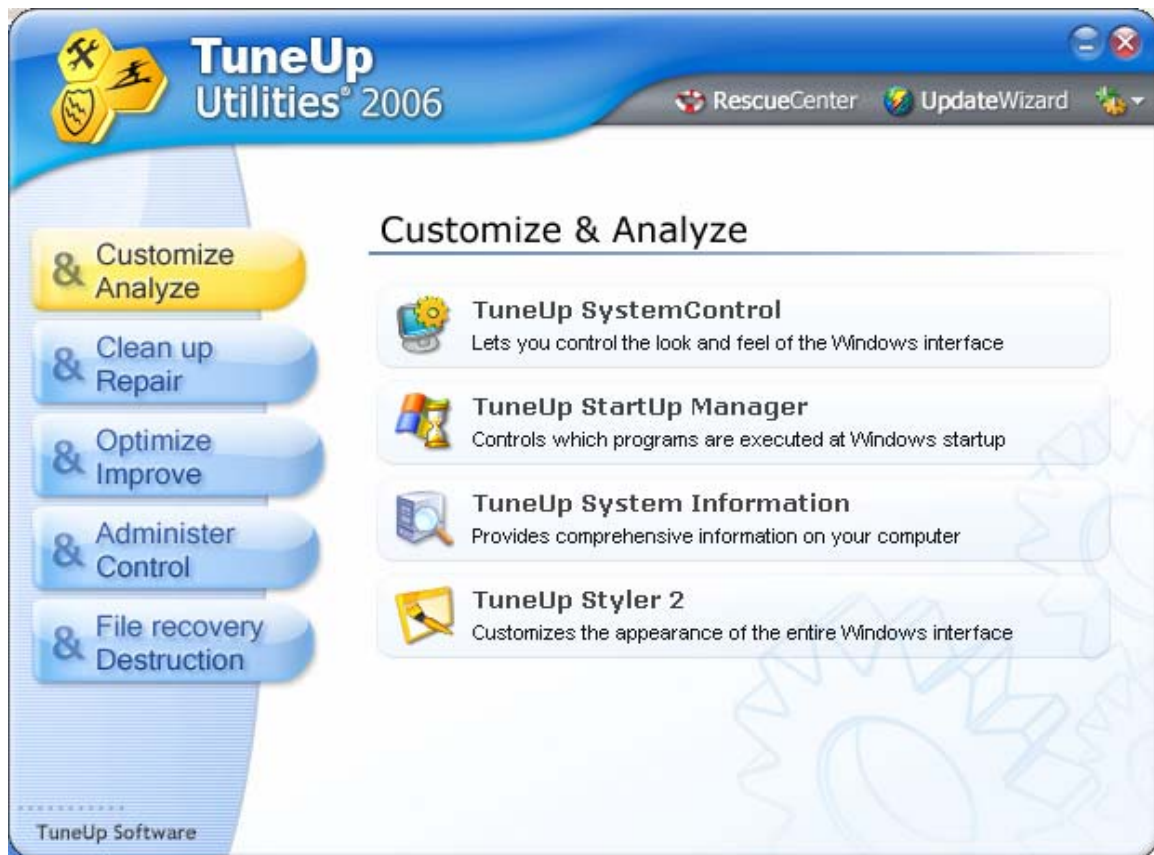 TuneUp
Utilities® 2006
RescueCenter
UpdateWizard
& Customize
Analyze
& Clean up
Repair
& Optimize
Improve
& Administer
Control
& File recovery
Destruction
Customize & Analyze
TuneUp SystemControl
Lets you control the look and feel of the Windows interface
TuneUp StartUp Manager
Controls which programs are executed at Windows startup
TuneUp System Information
Provides comprehensive information on your computer
TuneUp Styler 2
Customizes the appearance of the entire Windows interface
TuneUp Software